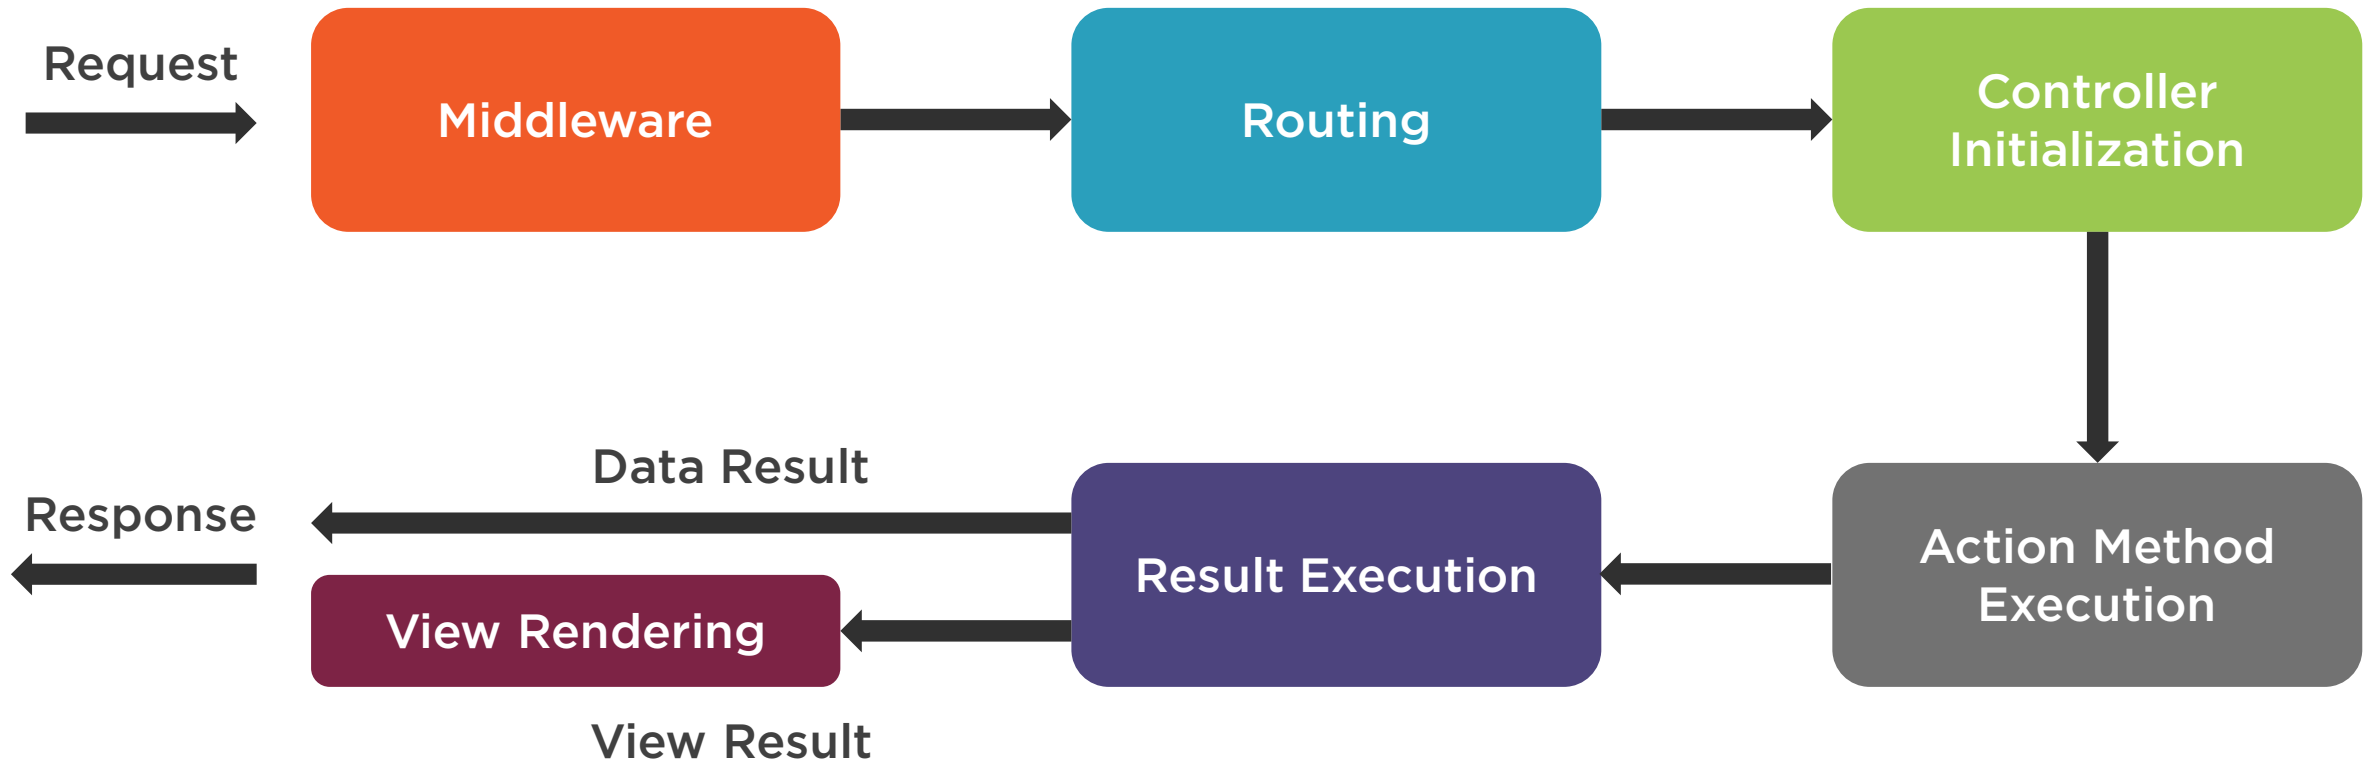 Request
Middleware
Routing
Controller
Initialization
Data Result
Response
View Rendering
Result Execution
Action Method
Execution
View Result